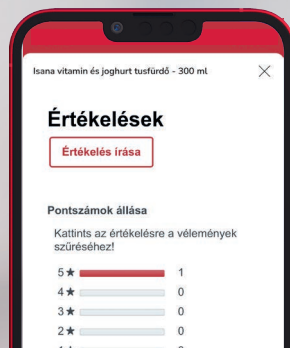 Isana vitamin és joghurt tusfürdő - 300 ml
Értékelések
Értékelés írása
Pontszámok állása
Kattints az értékelésre a vélemények
szűréséhez!
5★ 1
4★ 0
3★ 0
2★ 0